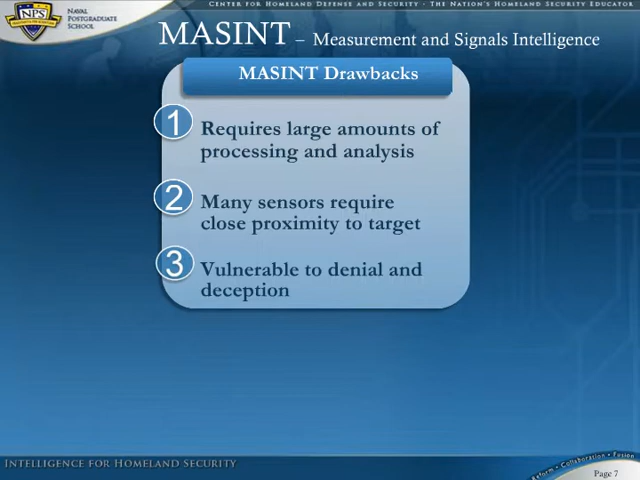 Center for Homeland Defense and Security - The Nation's Homeland Security Educator
NPS
Naval
Postgraduate
School
MASINT – Measurement and Signals Intelligence
MASINT Drawbacks
1 Requires large amounts of
processing and analysis
2 Many sensors require
close proximity to target
3 Vulnerable to denial and
deception
Intelligence for Homeland Security
Reform • Collaboration • Fusion
Page 7